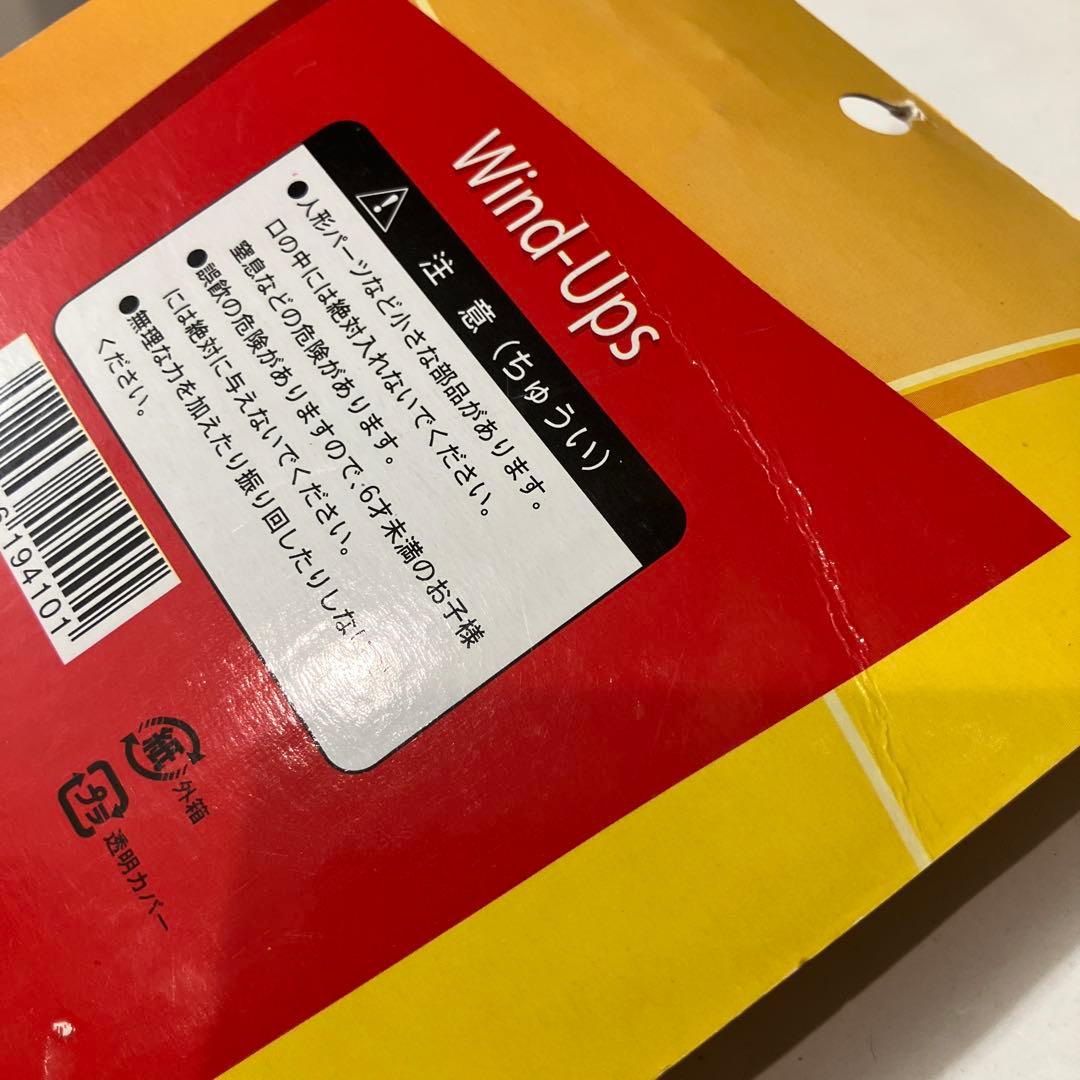 Wind-Ups
注意(ちゅうい)
●人形パーツなど小さな部品があります。
口の中には絶対入れないでください。
窒息などの危険があります。
●誤飲の危険がありますので、6才未満のお子様
には絶対に与えないでください。
●無理な力を加えたり振り回したりしな
ください。
194101
紙
外箱
プラ
透明カバー